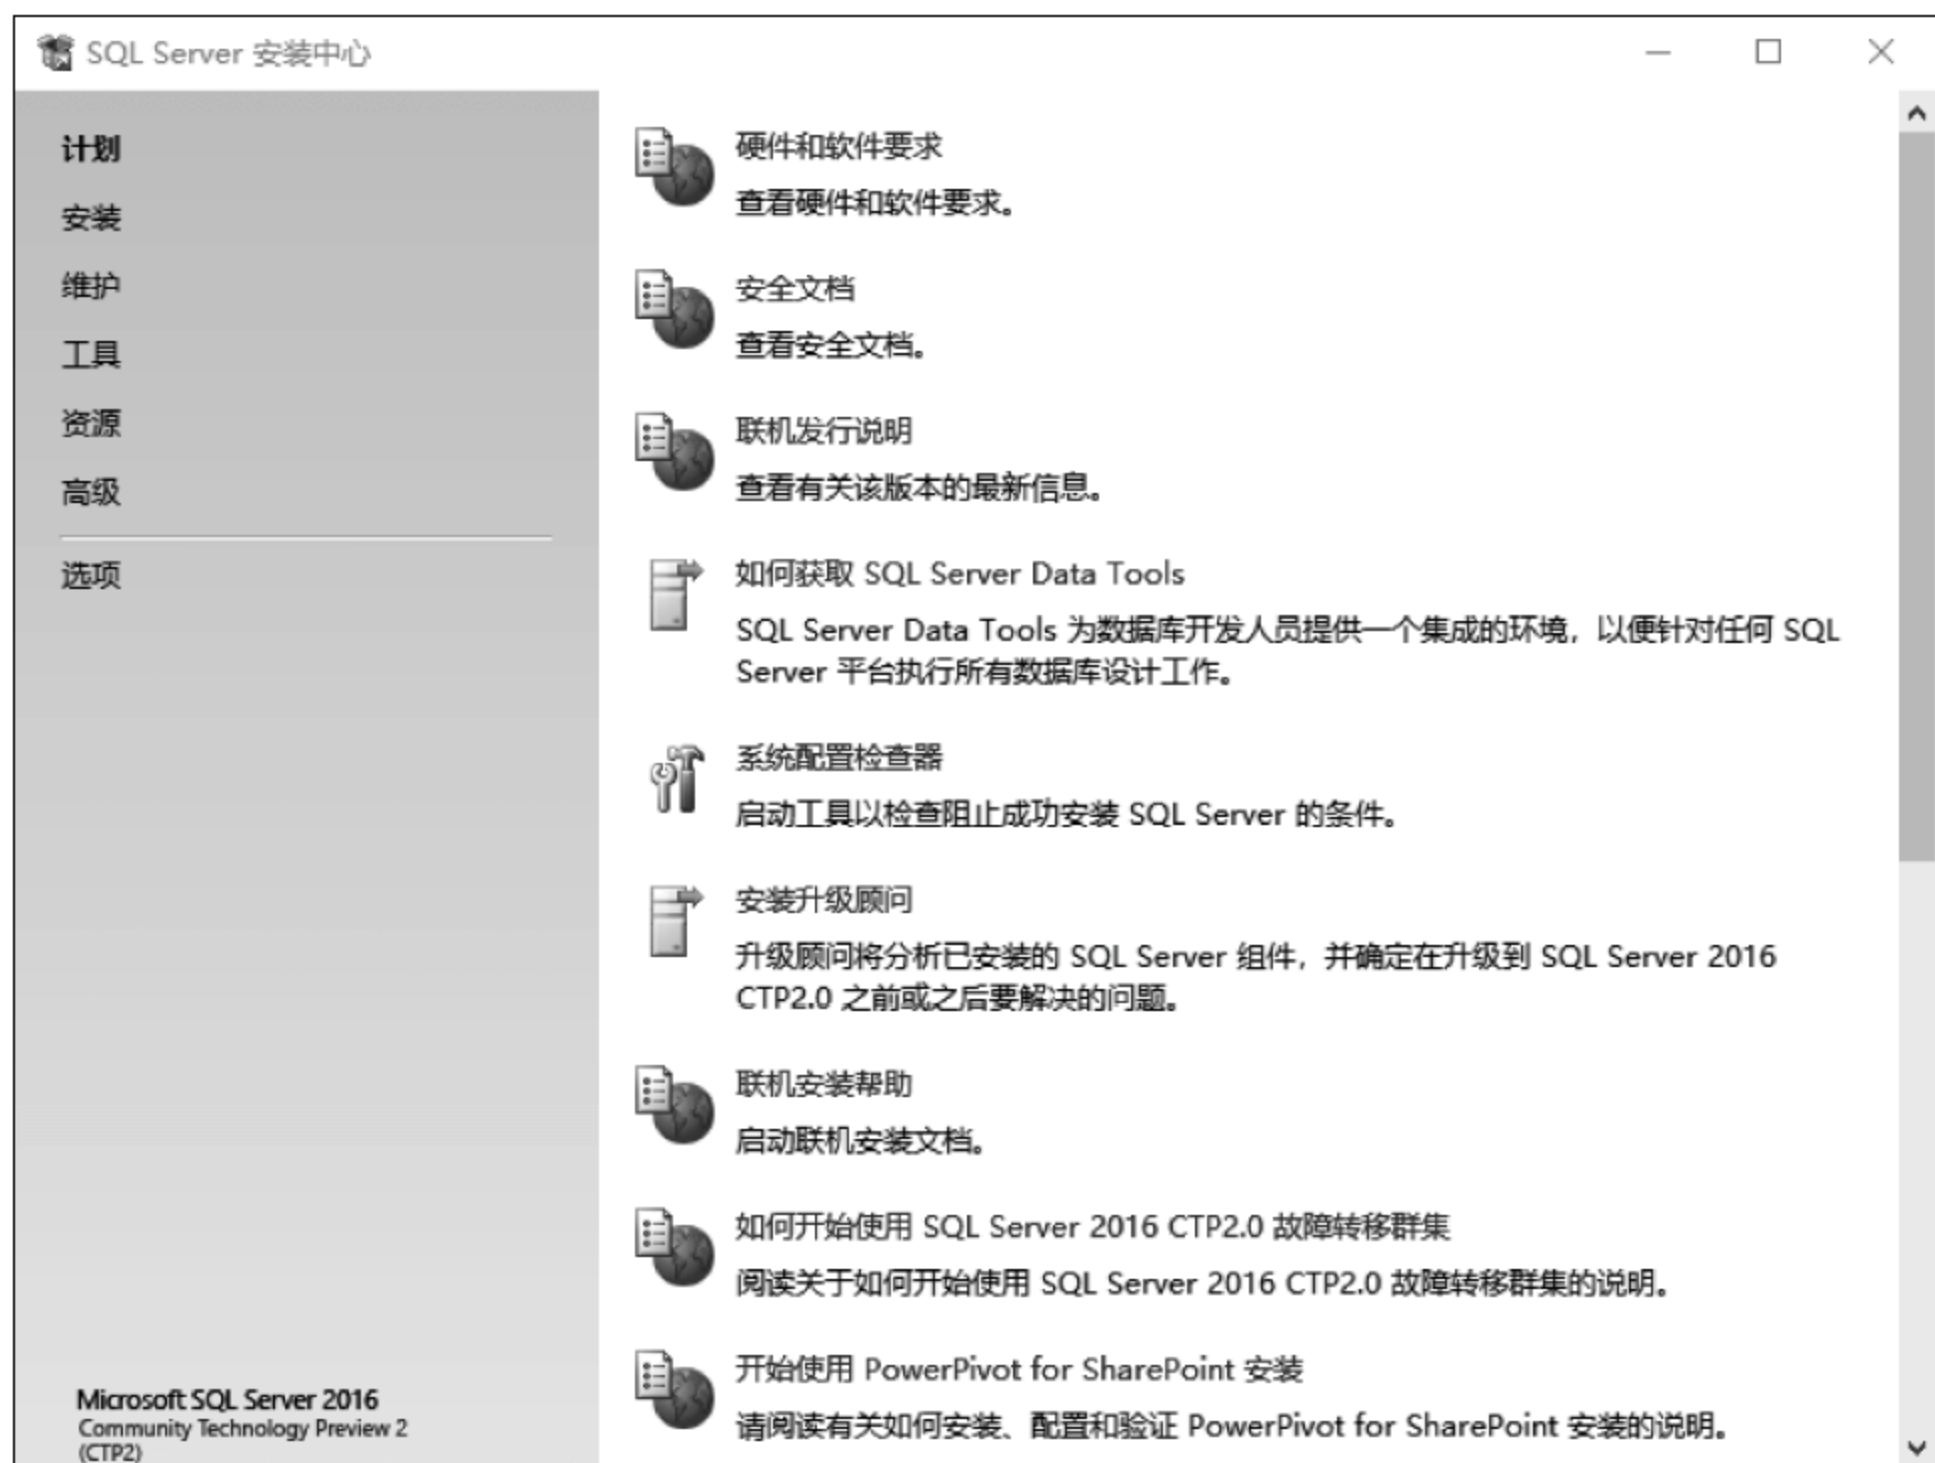 SQL Server 安装中心
计划
安装
维护
工具
资源
高级
选项
Microsoft SQL Server 2016
Community Technology Preview 2
(CTP2)
硬件和软件要求
查看硬件和软件要求。
安全文档
查看安全文档。
联机发行说明
查看有关该版本的最新信息。
如何获取 SQL Server Data Tools
SQL Server Data Tools 为数据库开发人员提供一个集成的环境，以便针对任何 SQL
Server 平台执行所有数据库设计工作。
系统配置检查器
启动工具以检查阻止成功安装 SQL Server 的条件。
安装升级顾问
升级顾问将分析已安装的 SQL Server 组件，并确定在升级到 SQL Server 2016
CTP2.0 之前或之后要解决的问题。
联机安装帮助
启动联机安装文档。
如何开始使用 SQL Server 2016 CTP2.0 故障转移群集
阅读关于如何开始使用 SQL Server 2016 CTP2.0 故障转移群集的说明。
开始使用 PowerPivot for SharePoint 安装
请阅读有关如何安装、配置和验证 PowerPivot for SharePoint 安装的说明。